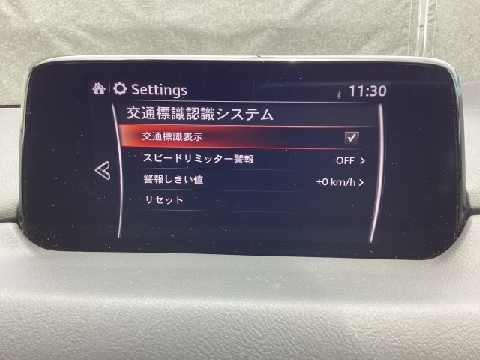 Settings 11:30
交通標識認識システム
交通標識表示
スピードリミッター警報 OFF >
警報しきい値 +0 km/h >
リセット